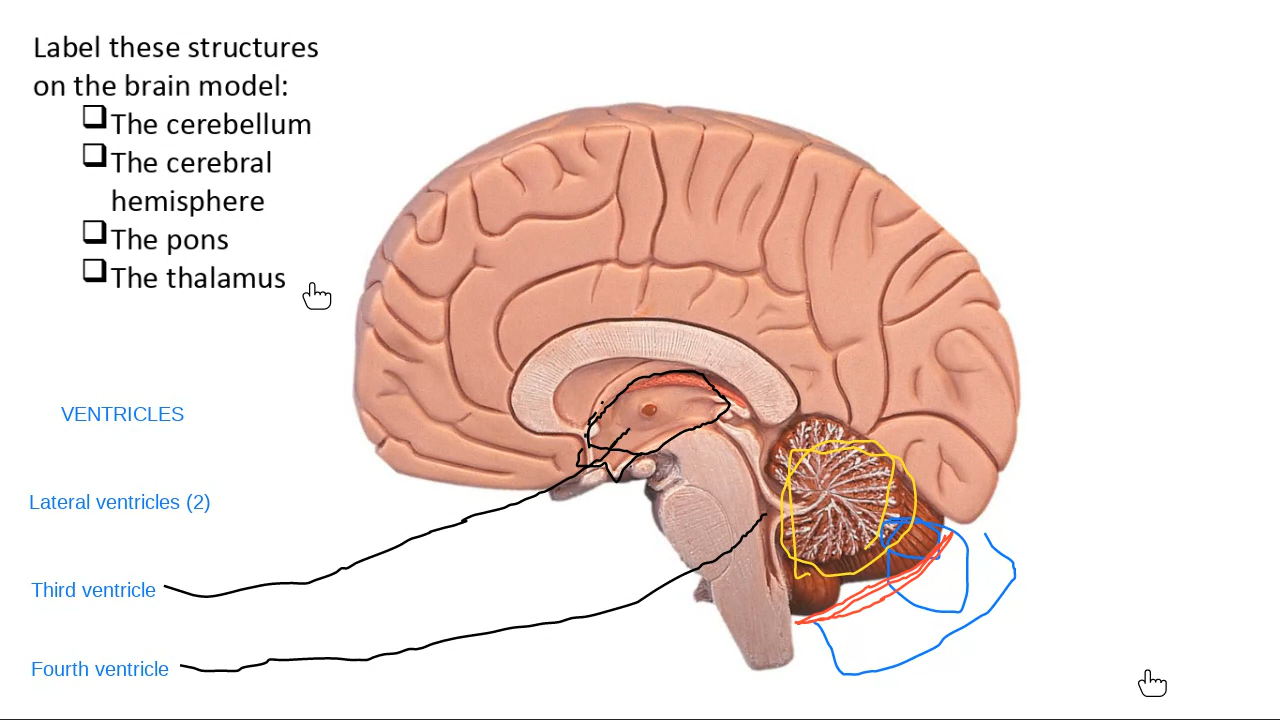 Label these structures
on the brain model:
The cerebellum
The cerebral
hemisphere
The pons
The thalamus
VENTRICLES
Lateral ventricles (2)
Third ventricle
Fourth ventricle